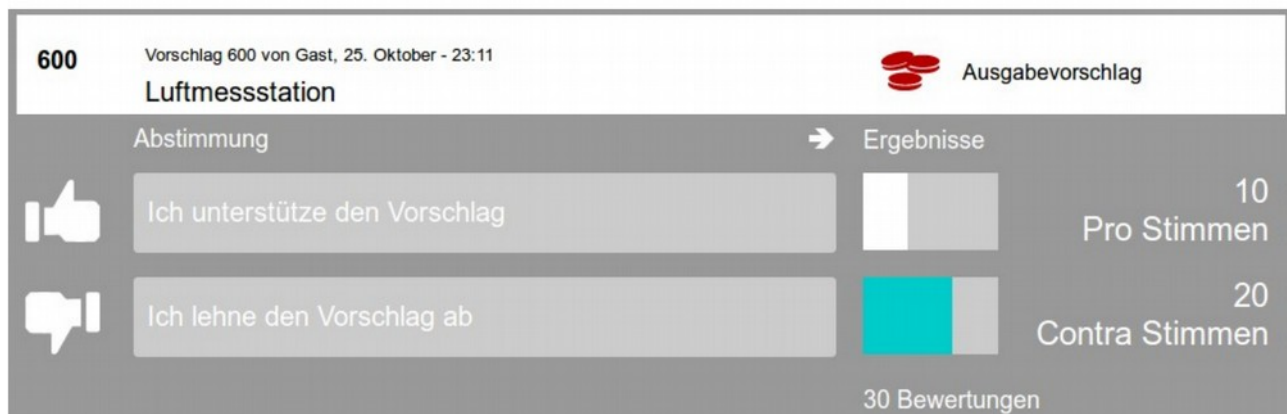 600
Vorschlag 600 von Gast, 25. Oktober - 23:11
Luftmessstation
Ausgabevorschlag
Abstimmung
Ergebnisse
Ich unterstütze den Vorschlag
10
Pro Stimmen
Ich lehne den Vorschlag ab
20
Contra Stimmen
30 Bewertungen